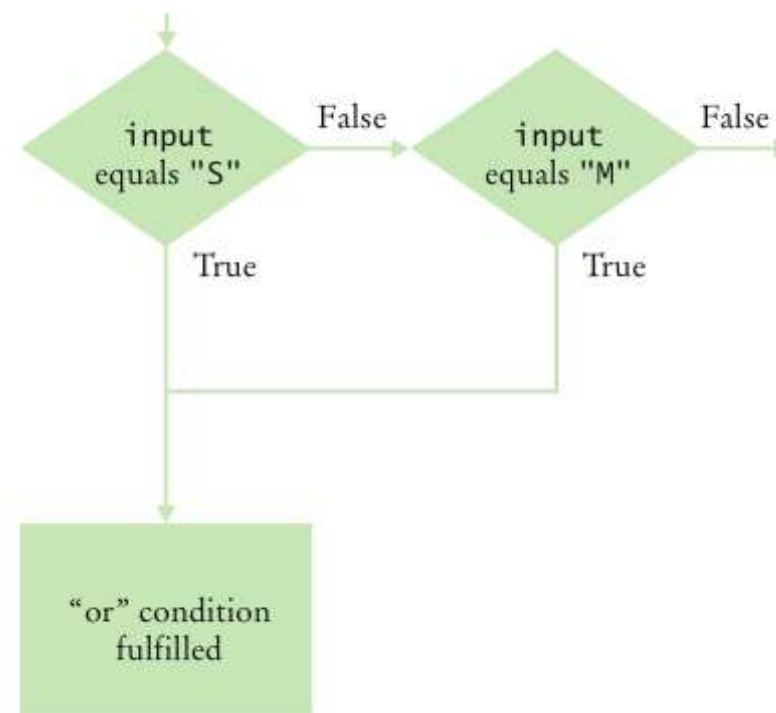 input
equals "S"
False
input
equals "M"
False
True
True
“or” condition
fulfilled